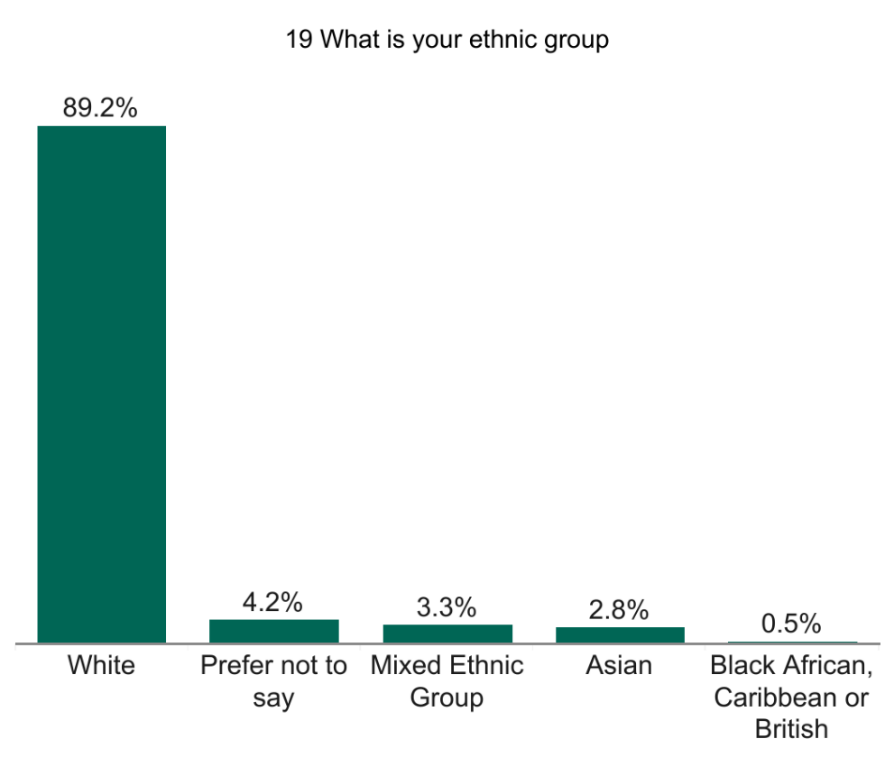 19 What is your ethnic group
89.2%
4.2%
3.3%
2.8%
0.5%
White
Prefer not to
say
Mixed Ethnic
Group
Asian
Black African,
Caribbean or
British